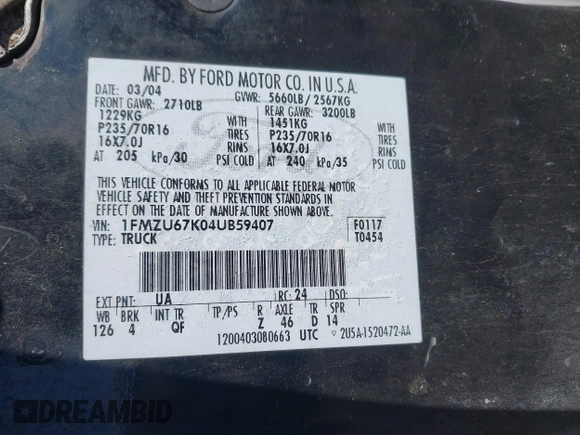 MFD. BY FORD MOTOR CO. IN U.S.A.
DATE: 03/04 GVWR: 5660LB/ 2567KG
FRONT GAWR: 2710LB REAR GAWR: 3200LB
1229KG WITH 1451KG WITH
P235/70R16 TIRES P235/70R16 TIRES
16X7.0J RIMS 16X7.0J RIMS
AT 205 kPa/30 PSI COLD AT 240 kPa/35 PSI COLD
THIS VEHICLE CONFORMS TO ALL APPLICABLE FEDERAL MOTOR
VEHICLE SAFETY AND THEFT PREVENTION STANDARDS IN
EFFECT ON THE DATE OF MANUFACTURE SHOWN ABOVE.
VIN: 1FMZU67K04UB59407 F0117
TYPE: TRUCK T0454
EXT PNT: UA RC: 24 DSO:
WB BRK INT TR TP/PS R AXLE TR SPR
126 4 QF Z 46 D 14
1200403080663 UTC 2U5A-1520472-AA
DREAMBID